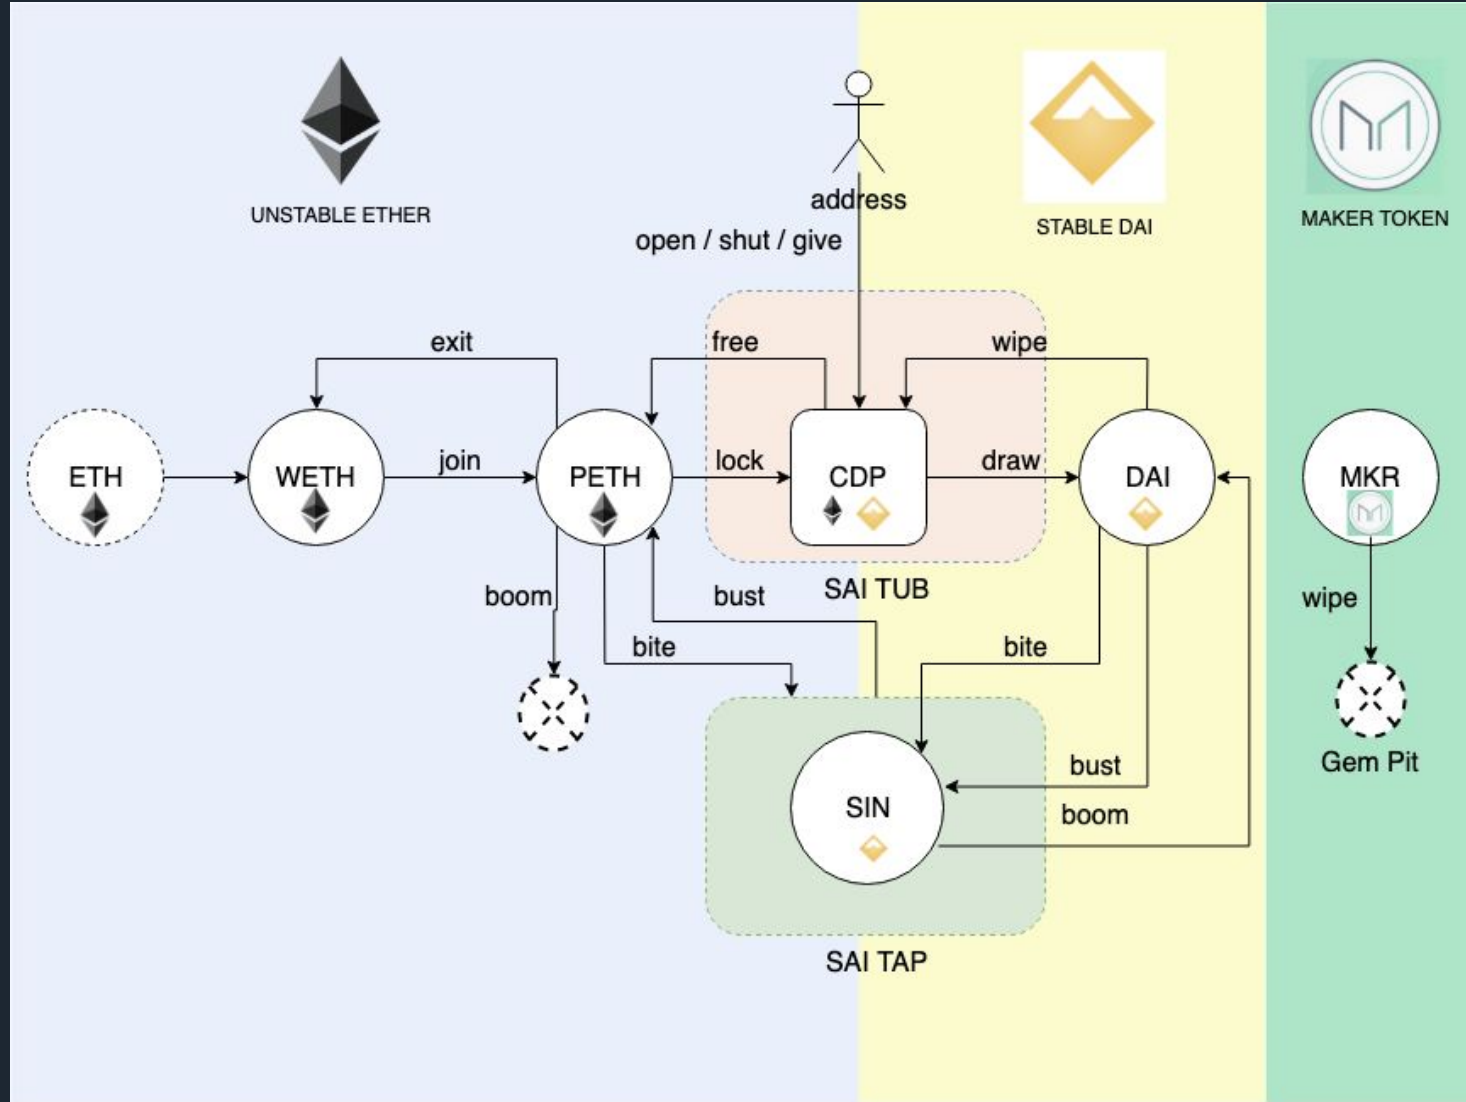 address
UNSTABLE ETHER
STABLE DAI
MAKER TOKEN
open / shut / give
exit
free
wipe
ETH
WETH
join
PETH
lock
CDP
draw
DAI
MKR
boom
bust
SAI TUB
wipe
bite
bite
Gem Pit
bust
SIN
boom
SAI TAP